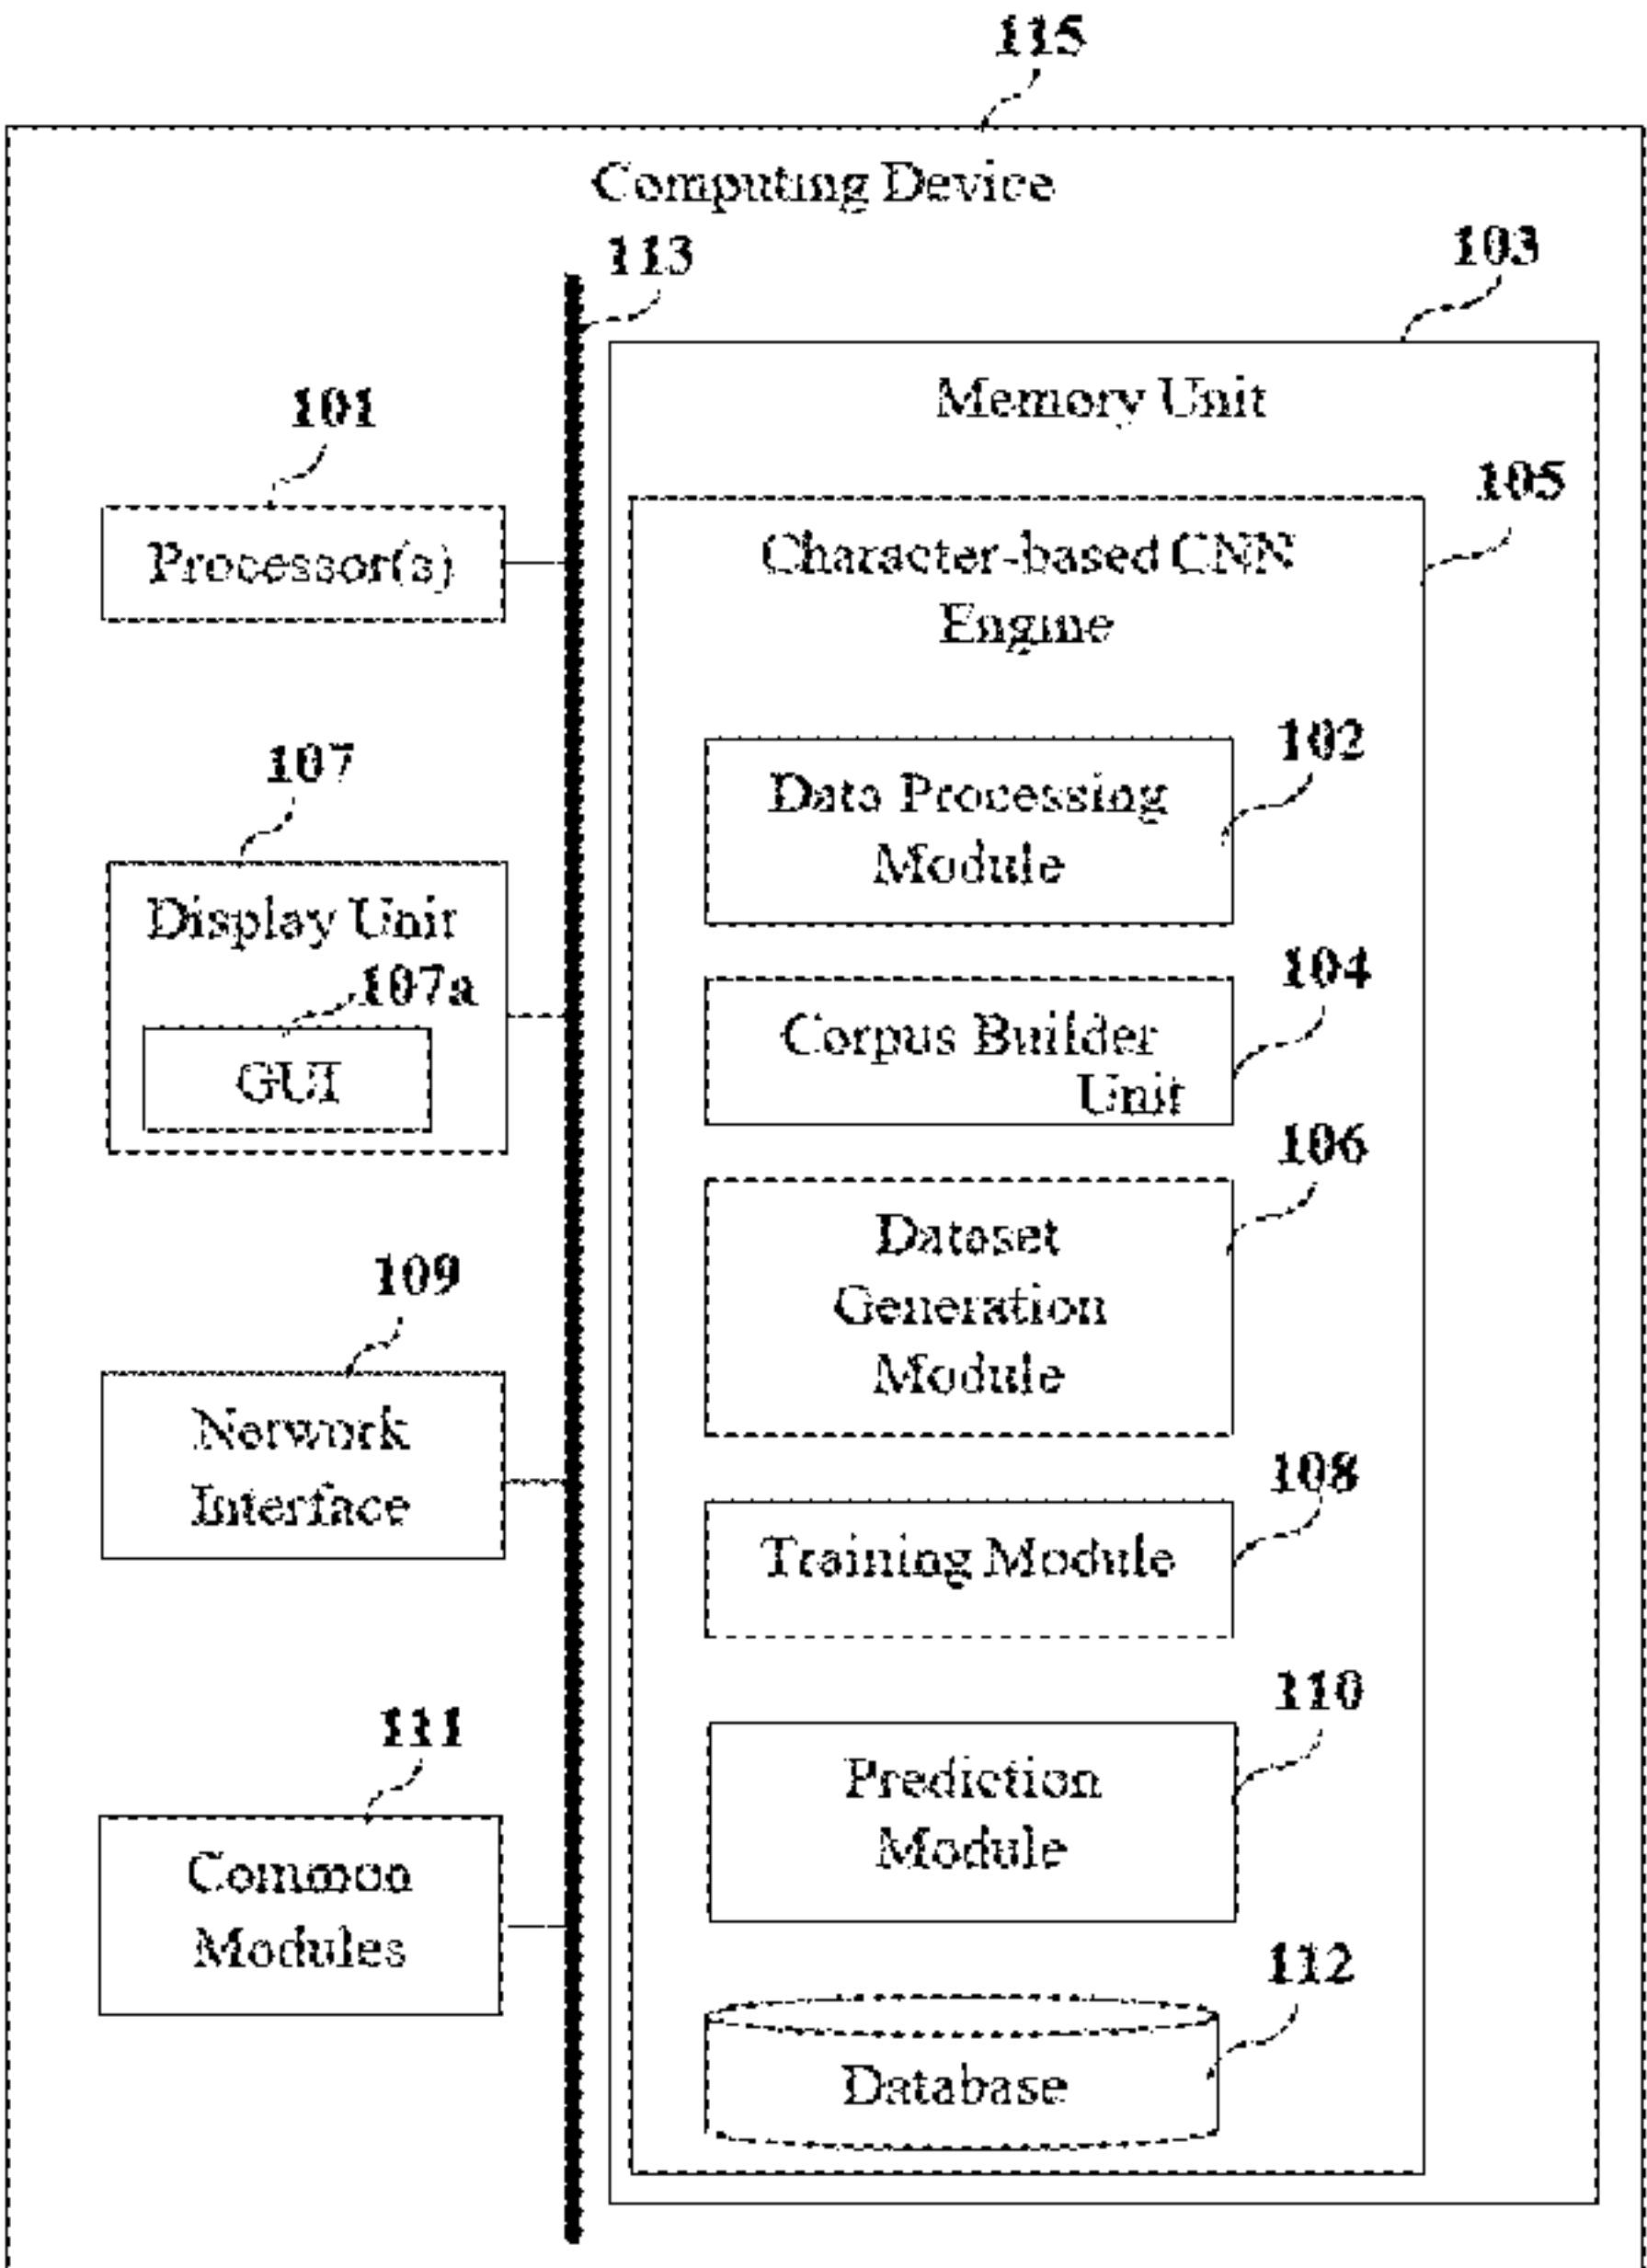 115
Computing Device
113
103
Memory Unit
101
Processor(s)
105
Character-based CNN
Engine
107
Display Unit
107a
GUI
102
Data Processing
Module
104
Corpus Builder
Unit
106
Dataset
Generation
Module
109
Network
Interface
108
Training Module
111
Common
Modules
110
Prediction
Module
112
Database